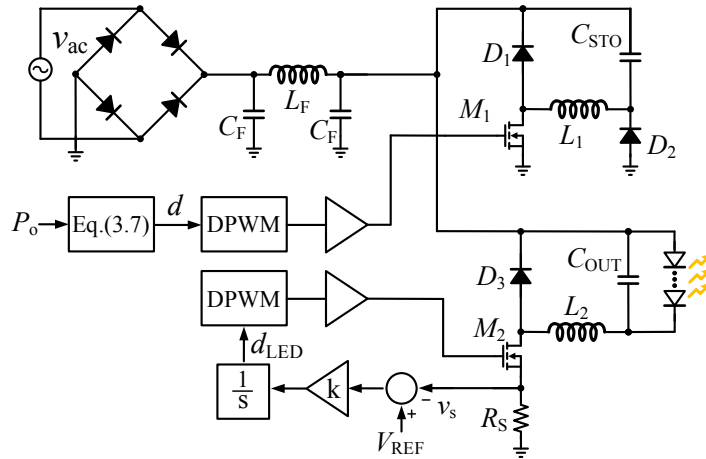 v_ac
C_STO
D_1
L_F
M_1
C_F
C_F
L_1
D_2
P_o
Eq.(3.7)
d
DPWM
DPWM
D_3
C_OUT
L_2
M_2
d_LED
1/s
k
- v_s
+
V_REF
R_S